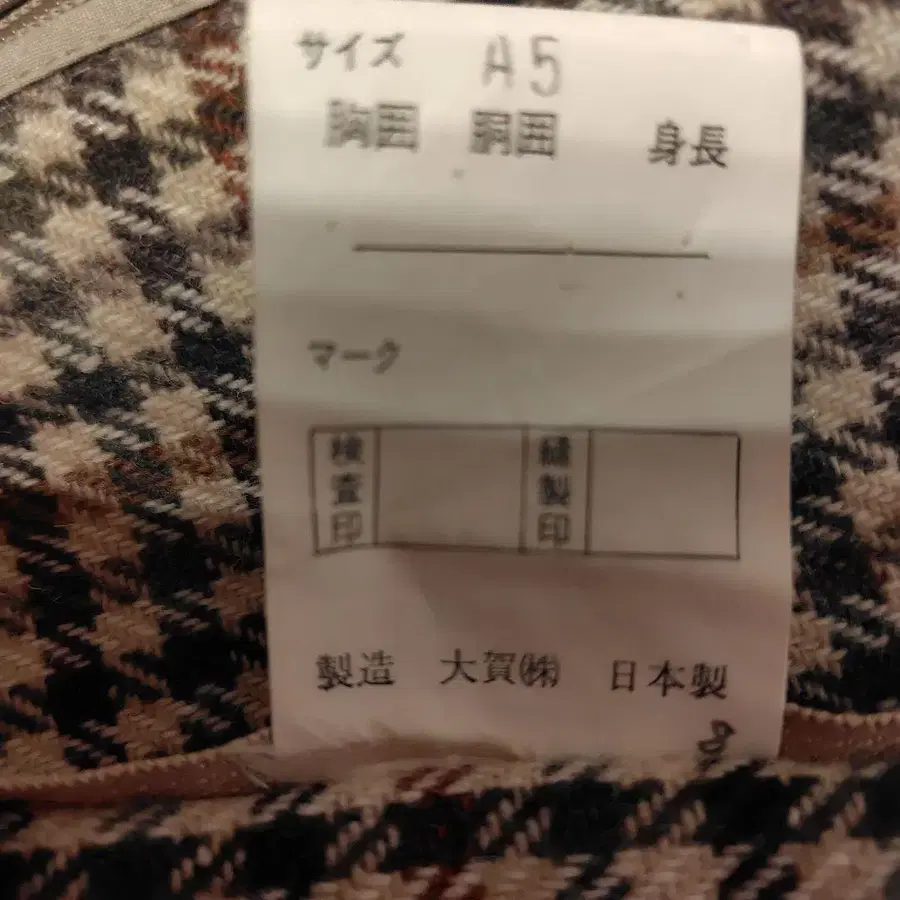 サイズ A5
胸囲 胴囲 身長
マーク
検査印 縫製印
製造 大賀㈱ 日本製
8